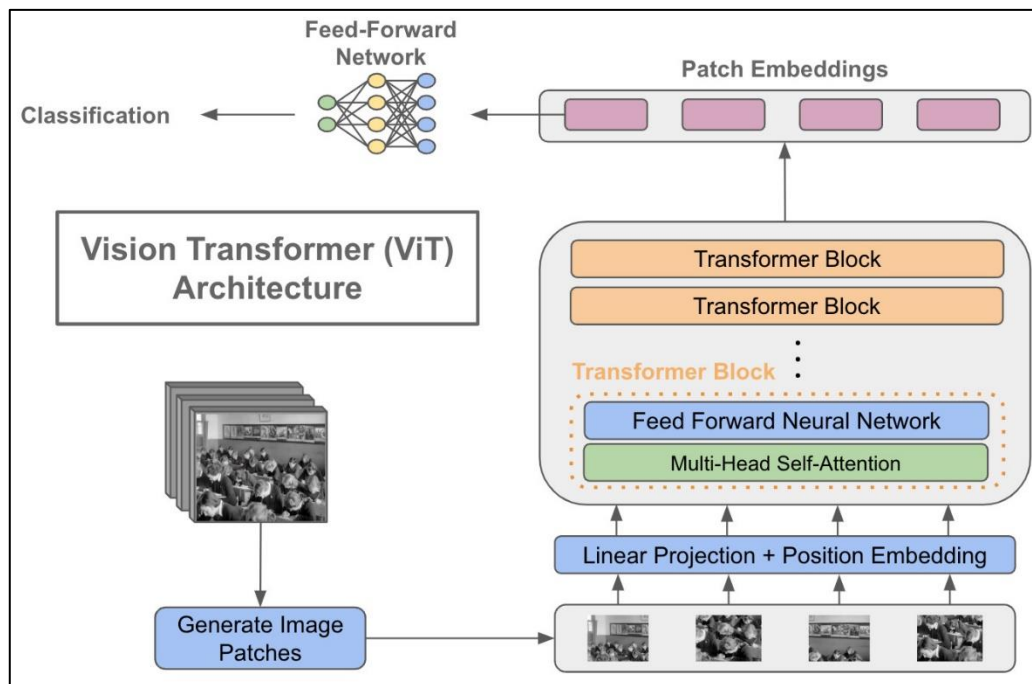 Feed-Forward
Network
Patch Embeddings
Classification
Vision Transformer (ViT)
Architecture
Transformer Block
Transformer Block
Transformer Block
Feed Forward Neural Network
Multi-Head Self-Attention
Linear Projection + Position Embedding
Generate Image
Patches